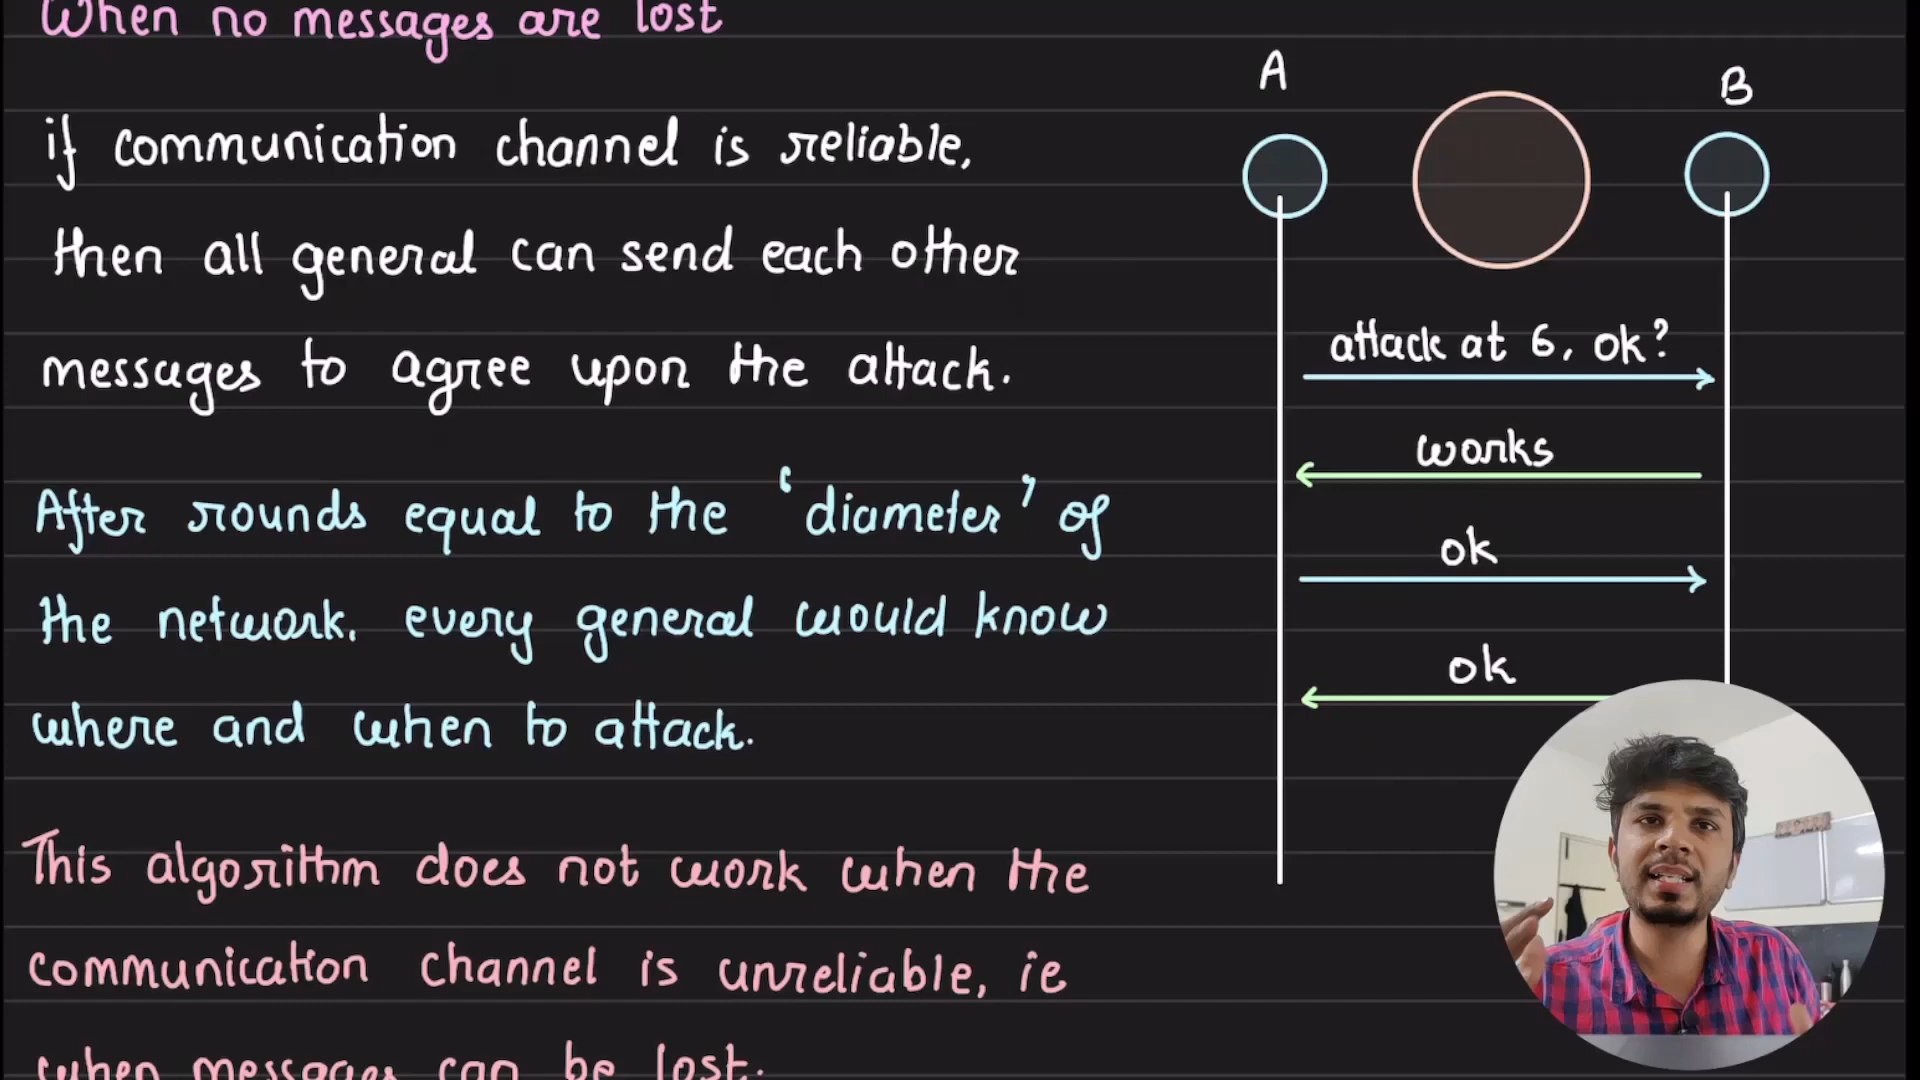 When no messages are lost
if communication channel is reliable,
then all general can send each other
messages to agree upon the attack.
After rounds equal to the 'diameter' of
the network, every general would know
where and when to attack.
This algorithm does not work when the
communication channel is unreliable, ie
when messages can be lost.
A
B
attack at 6, ok?
works
ok
ok